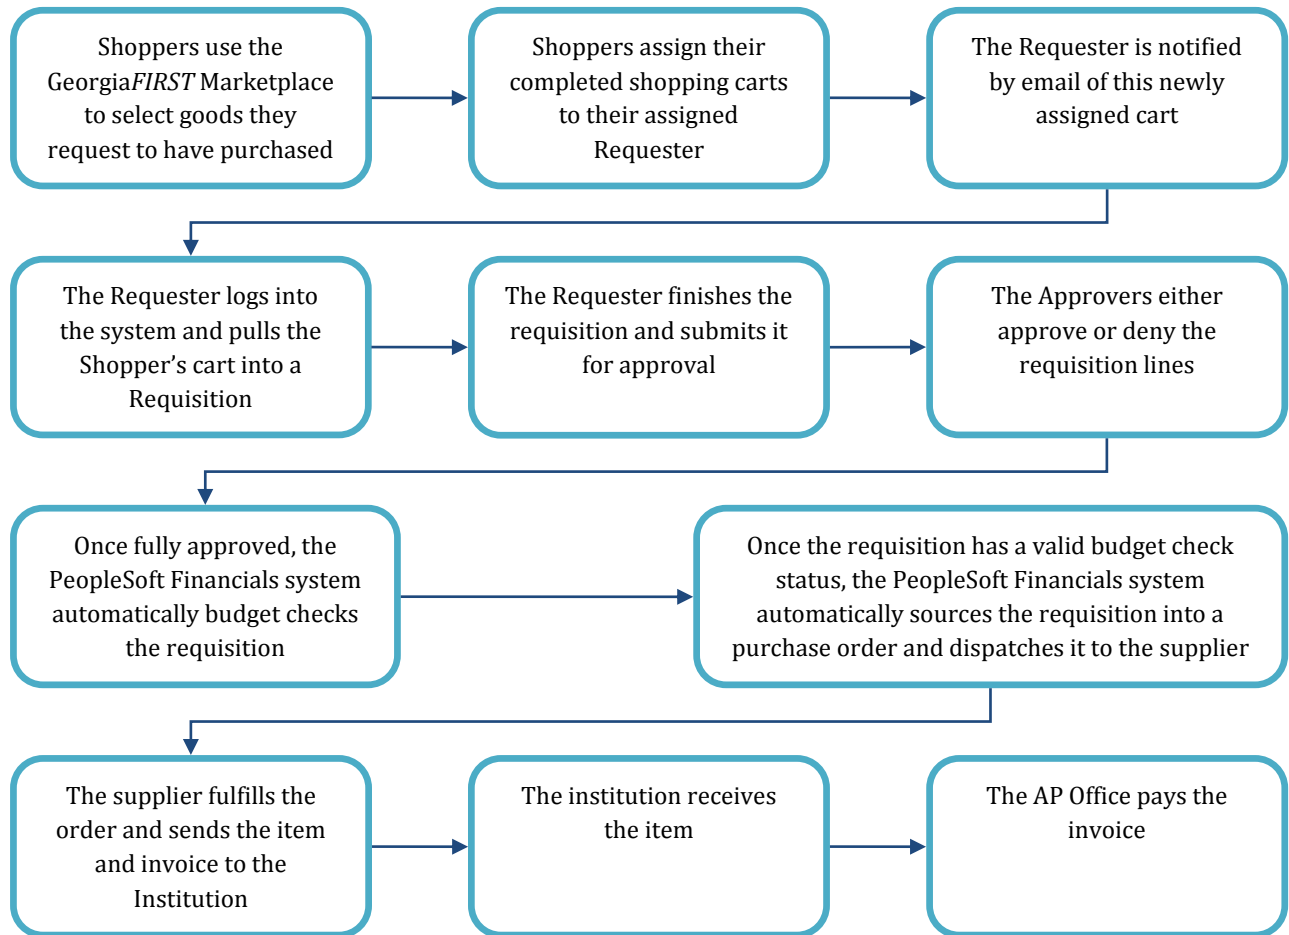 Shoppers use the
GeorgiaFIRST Marketplace
to select goods they
request to have purchased
Shoppers assign their
completed shopping carts
to their assigned
Requester
The Requester is notified
by email of this newly
assigned cart
The Requester logs into
the system and pulls the
Shopper’s cart into a
Requisition
The Requester finishes the
requisition and submits it
for approval
The Approvers either
approve or deny the
requisition lines
Once fully approved, the
PeopleSoft Financials system
automatically budget checks
the requisition
Once the requisition has a valid budget check
status, the PeopleSoft Financials system
automatically sources the requisition into a
purchase order and dispatches it to the supplier
The supplier fulfills the
order and sends the item
and invoice to the
Institution
The institution receives
the item
The AP Office pays the
invoice